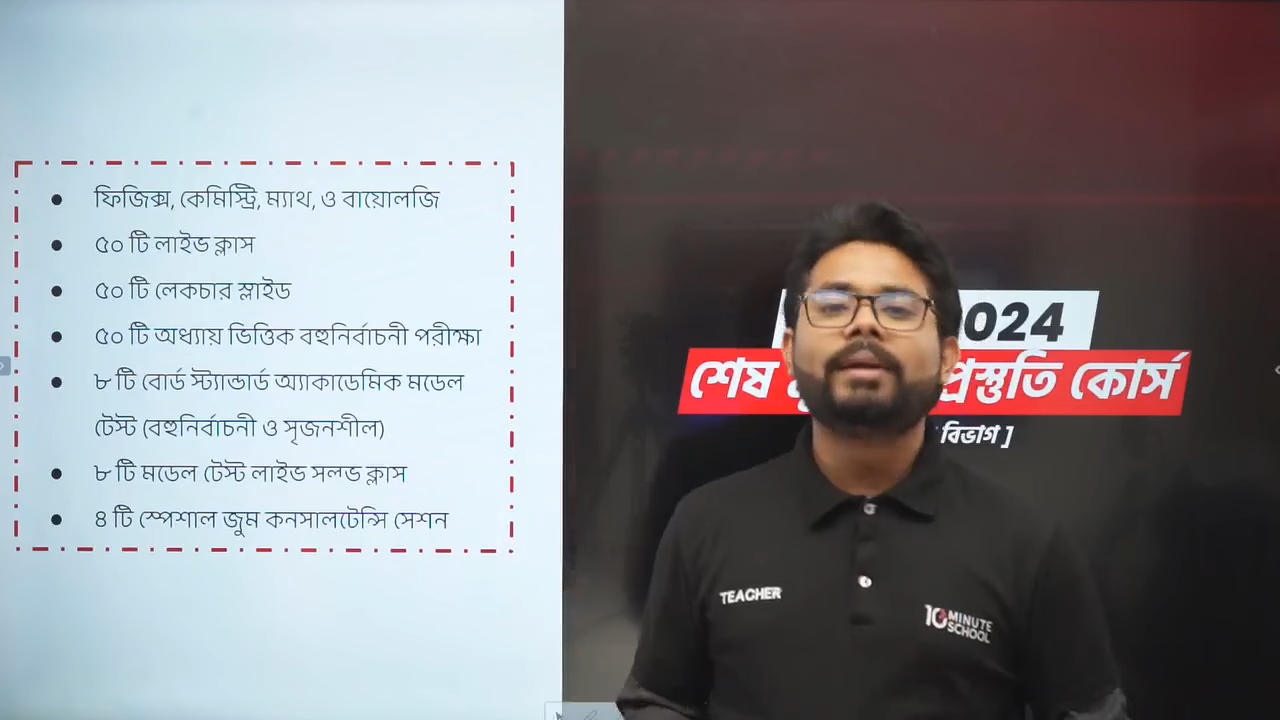 ফিজিক্স, কেমিস্ট্রি, ম্যাথ, ও বায়োলজি
৫০ টি লাইভ ক্লাস
৫০ টি লেকচার স্লাইড
৫০ টি অধ্যায় ভিত্তিক বহুনির্বাচনী পরীক্ষা
৮ টি বোর্ড স্ট্যান্ডার্ড অ্যাকাডেমিক মডেল
টেস্ট (বহুনির্বাচনী ও সৃজনশীল)
৮ টি মডেল টেস্ট লাইভ সলভ ক্লাস
৪ টি স্পেশাল জুম কনসালটেন্সি সেশন
024
শেষ প্রস্তুতি কোর্স
বিভাগ ]
TEACHER
10 MINUTE
SCHOOL